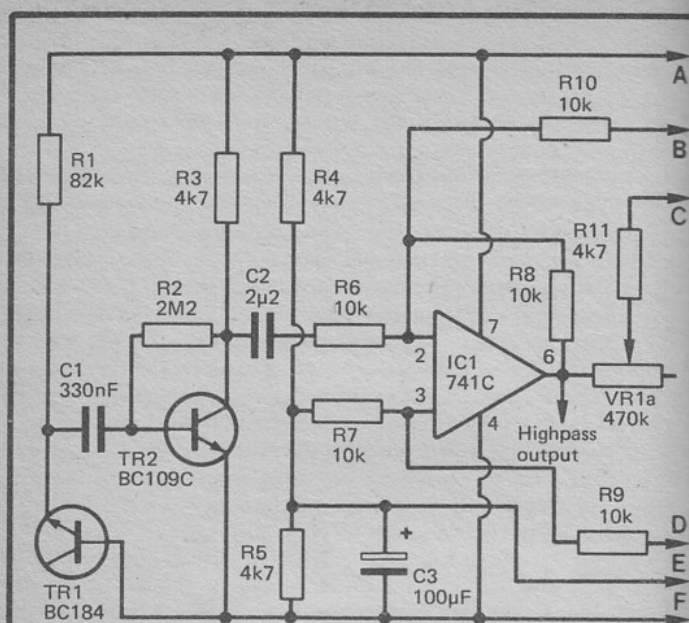 A
R10
10k
B
R1
82k
R3
4k7
R4
4k7
C
R11
4k7
R2
2M2
C2
2µ2
R6
10k
R8
10k
C1
330nF
7
2
IC1
741C
6
3
4
VR1a
470k
R7
10k
Highpass
output
TR2
BC109C
R9
10k
D
R5
4k7
+
E
C3
100µF
TR1
BC184
F